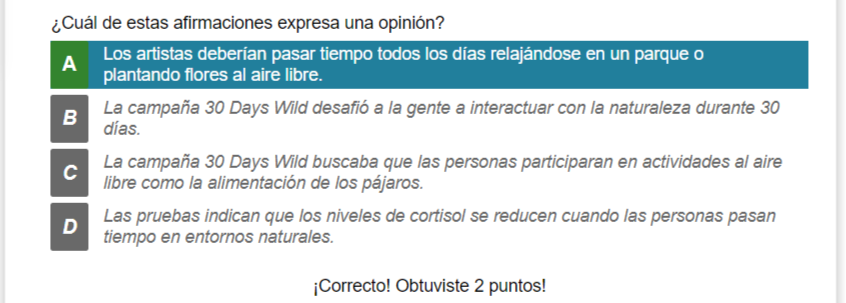 ¿Cuál de estas afirmaciones expresa una opinión?
A Los artistas deberían pasar tiempo todos los días relajándose en un parque o
plantando flores al aire libre.
B La campaña 30 Days Wild desafió a la gente a interactuar con la naturaleza durante 30
días.
C La campaña 30 Days Wild buscaba que las personas participaran en actividades al aire
libre como la alimentación de los pájaros.
D Las pruebas indican que los niveles de cortisol se reducen cuando las personas pasan
tiempo en entornos naturales.
¡Correcto! Obtuviste 2 puntos!